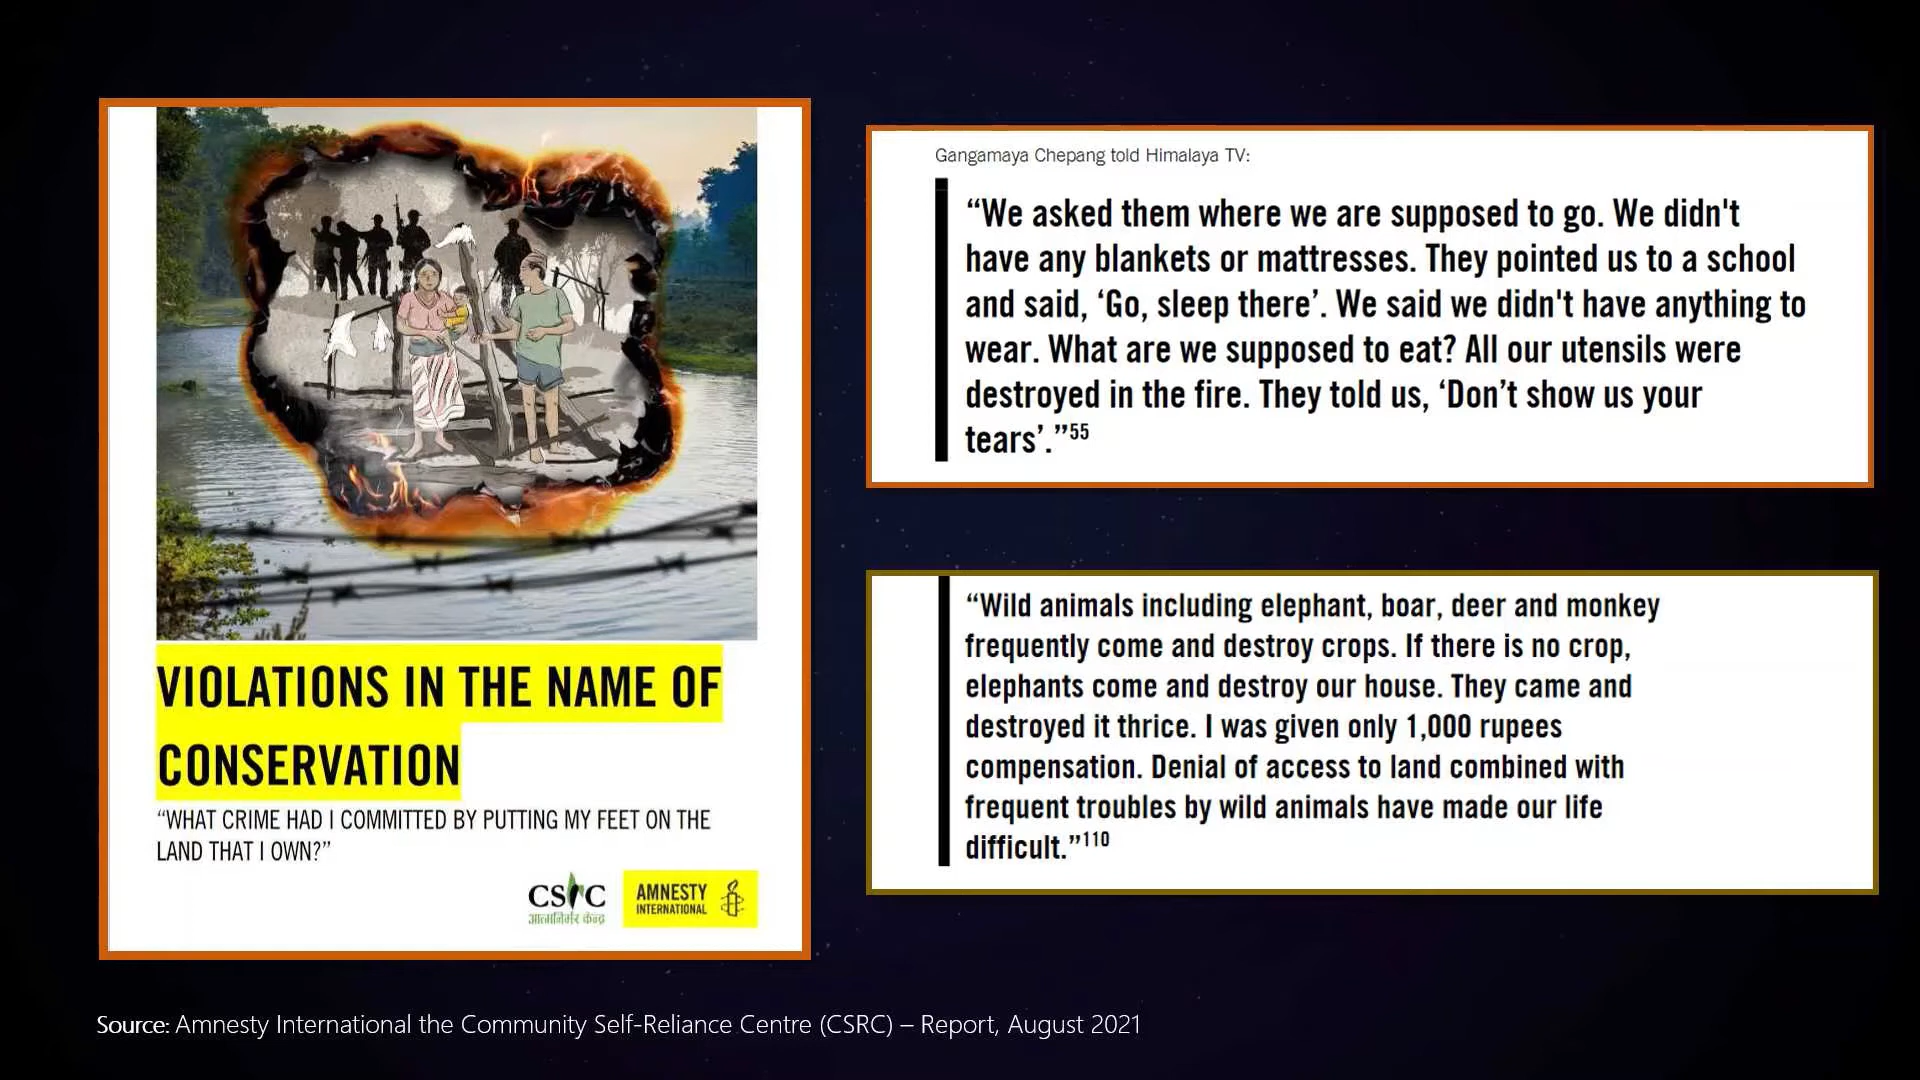 VIOLATIONS IN THE NAME OF
CONSERVATION
“WHAT CRIME HAD I COMMITTED BY PUTTING MY FEET ON THE
LAND THAT I OWN?”
CSRC
आत्मनिर्भर केन्द्र
AMNESTY
INTERNATIONAL
Gangamaya Chepang told Himalaya TV:
“We asked them where we are supposed to go. We didn't
have any blankets or mattresses. They pointed us to a school
and said, ‘Go, sleep there’. We said we didn't have anything to
wear. What are we supposed to eat? All our utensils were
destroyed in the fire. They told us, ‘Don’t show us your
tears’.”55
“Wild animals including elephant, boar, deer and monkey
frequently come and destroy crops. If there is no crop,
elephants come and destroy our house. They came and
destroyed it thrice. I was given only 1,000 rupees
compensation. Denial of access to land combined with
frequent troubles by wild animals have made our life
difficult.”110
Source: Amnesty International the Community Self-Reliance Centre (CSRC) – Report, August 2021